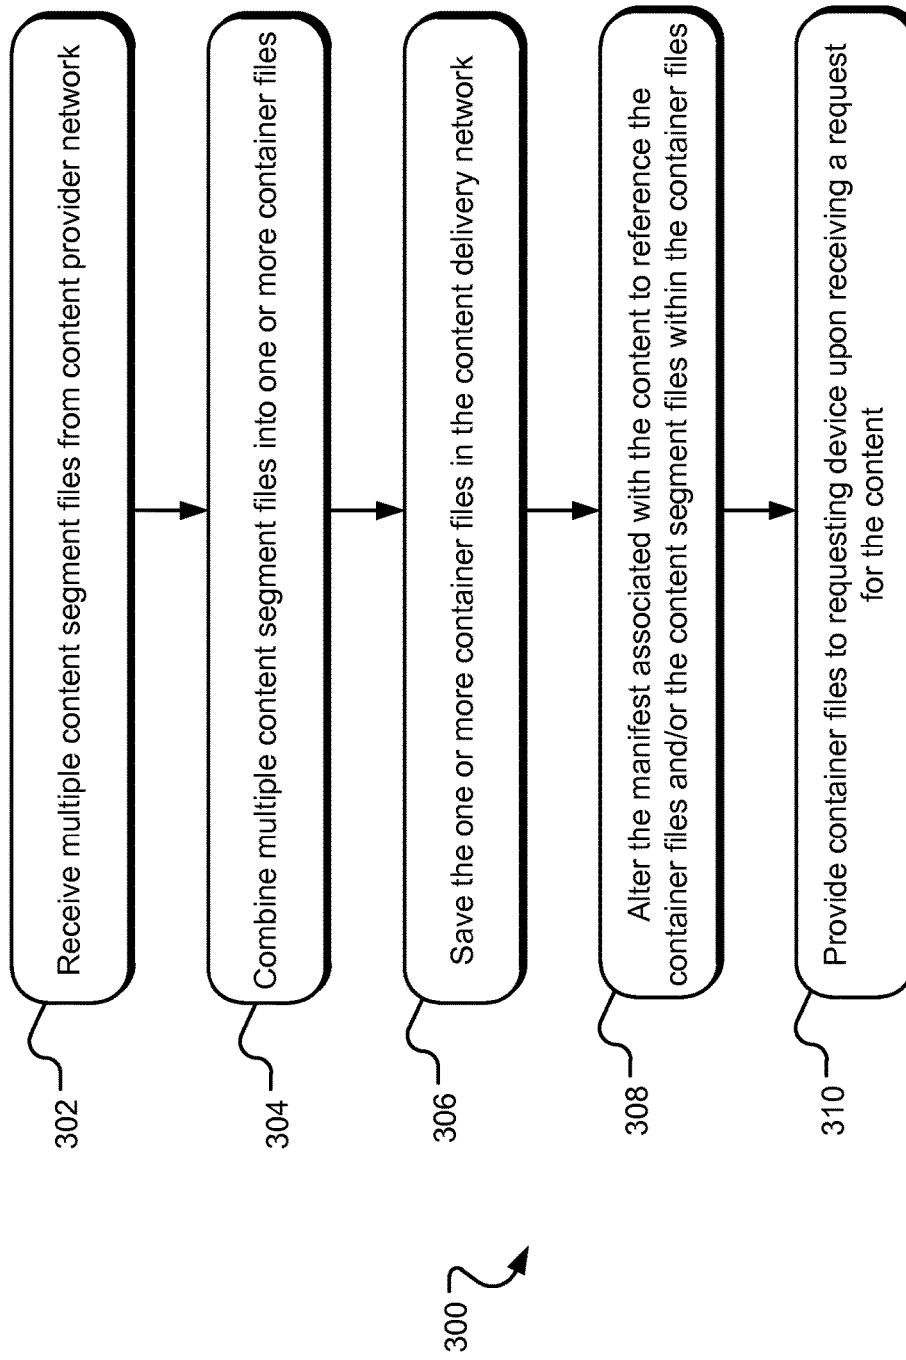 300
302
Receive multiple content segment files from content provider network
304
Combine multiple content segment files into one or more container files
306
Save the one or more container files in the content delivery network
308
Alter the manifest associated with the content to reference the
container files and/or the content segment files within the container files
310
Provide container files to requesting device upon receiving a request
for the content